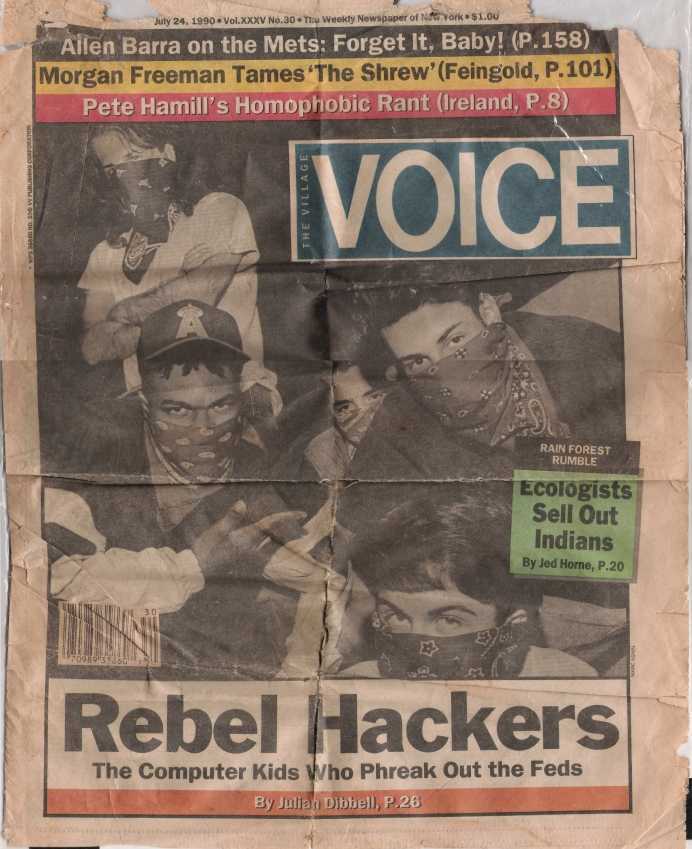 July 24, 1990 • Vol.XXXV No.30 • The Weekly Newspaper of New York • $1.00
Allen Barra on the Mets: Forget It, Baby! (P.158)
Morgan Freeman Tames 'The Shrew' (Feingold, P.101)
Pete Hamill's Homophobic Rant (Ireland, P.8)
THE VILLAGE
VOICE
A
RAIN FOREST
RUMBLE
Ecologists
Sell Out
Indians
By Jed Horne, P.20
30
Rebel Hackers
The Computer Kids Who Phreak Out the Feds
By Julian Dibbell, P.26